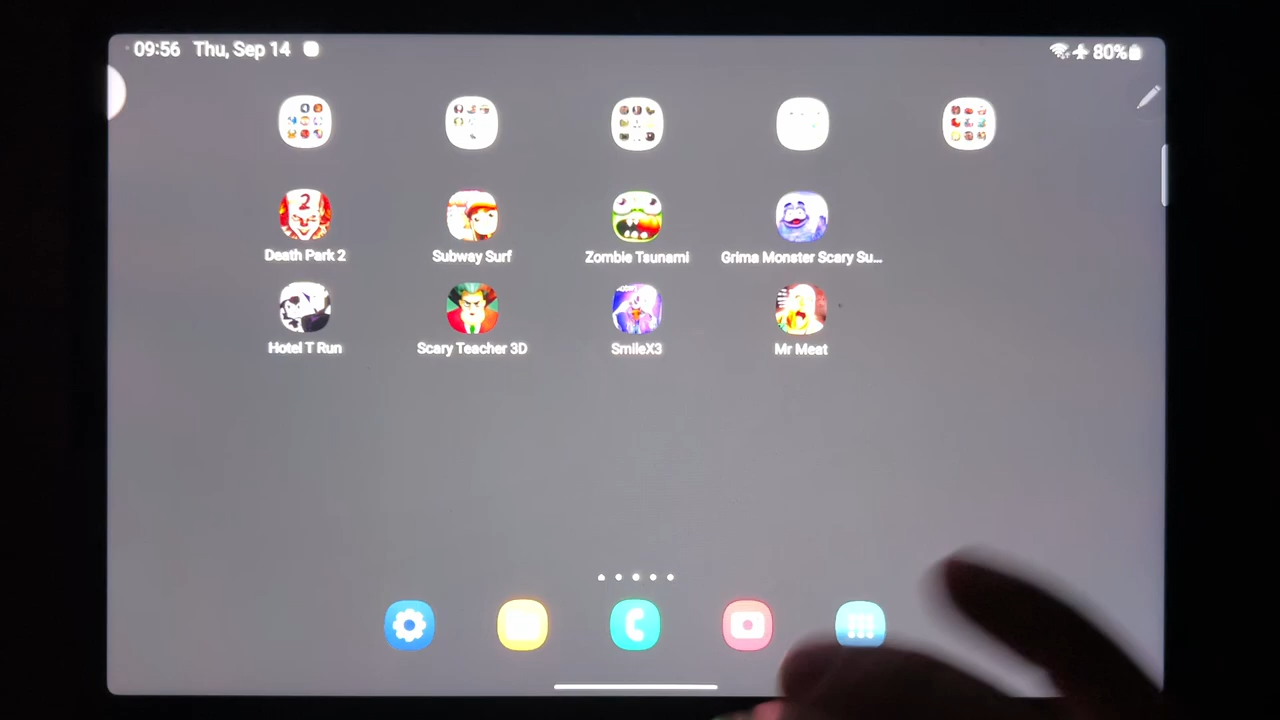 09:56 Thu, Sep 14 80%
2
Death Park 2 Subway Surf Zombie Tsunami Grima Monster Scary Su...
Hotel T Run Scary Teacher 3D SmileX3 Mr Meat